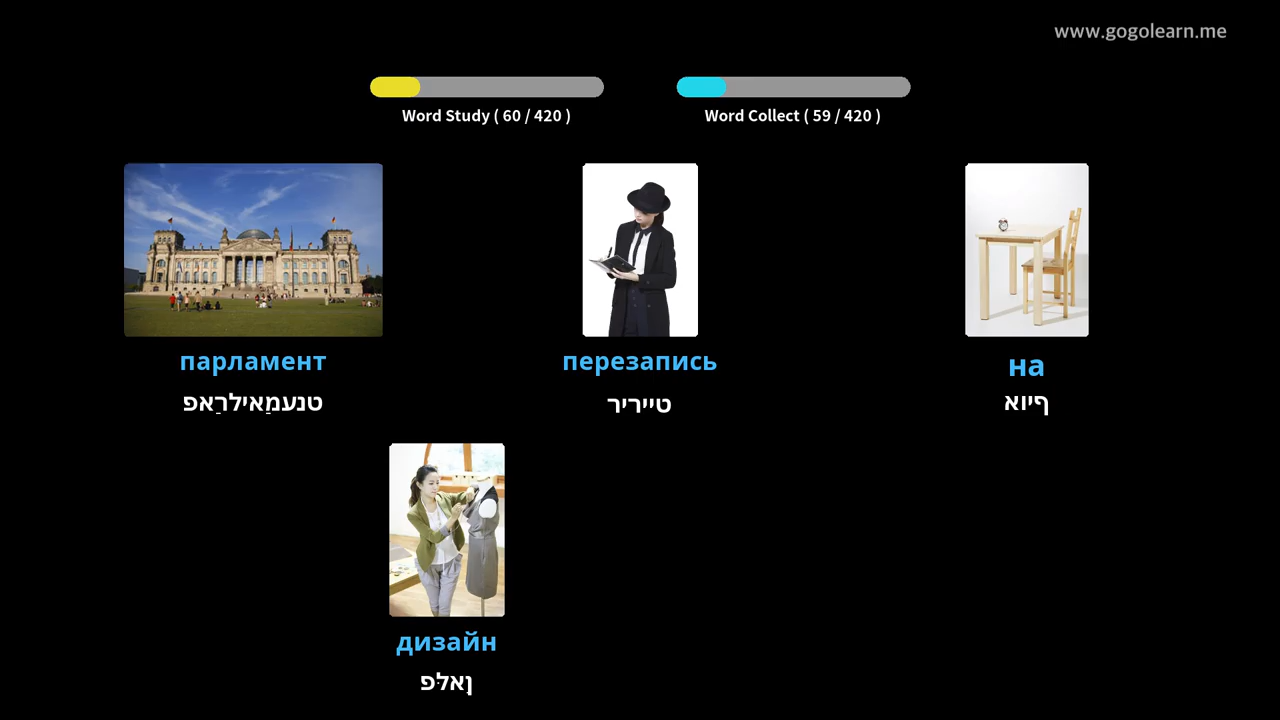 www.gogolearn.me
Word Study ( 60 / 420 )
Word Collect ( 59 / 420 )
парламент
טנעמַאילרַאפ
перезапись
טייריר
на
ףיוא
дизайн
ןַאלּפ